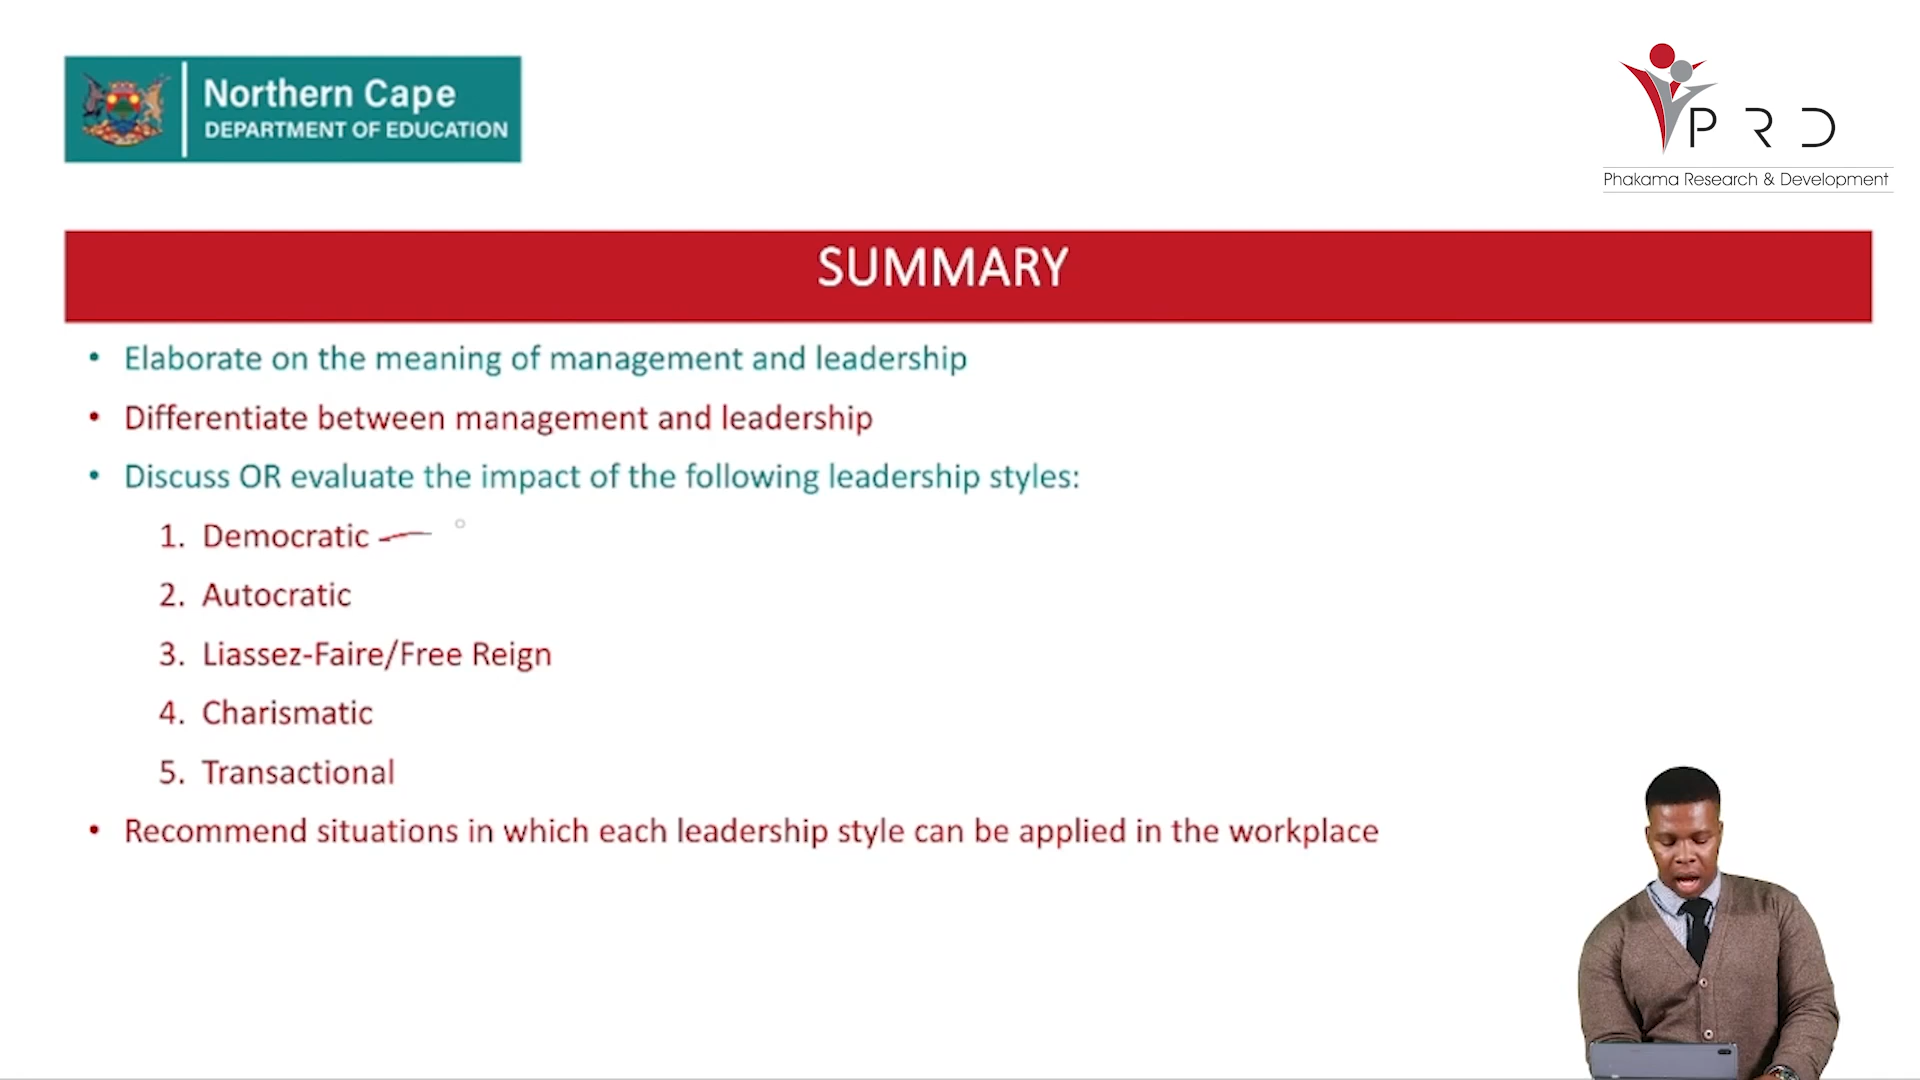 Northern Cape
DEPARTMENT OF EDUCATION
PRD
Phakama Research & Development
SUMMARY
• Elaborate on the meaning of management and leadership
• Differentiate between management and leadership
• Discuss OR evaluate the impact of the following leadership styles:
1. Democratic
2. Autocratic
3. Liassez-Faire/Free Reign
4. Charismatic
5. Transactional
• Recommend situations in which each leadership style can be applied in the workplace